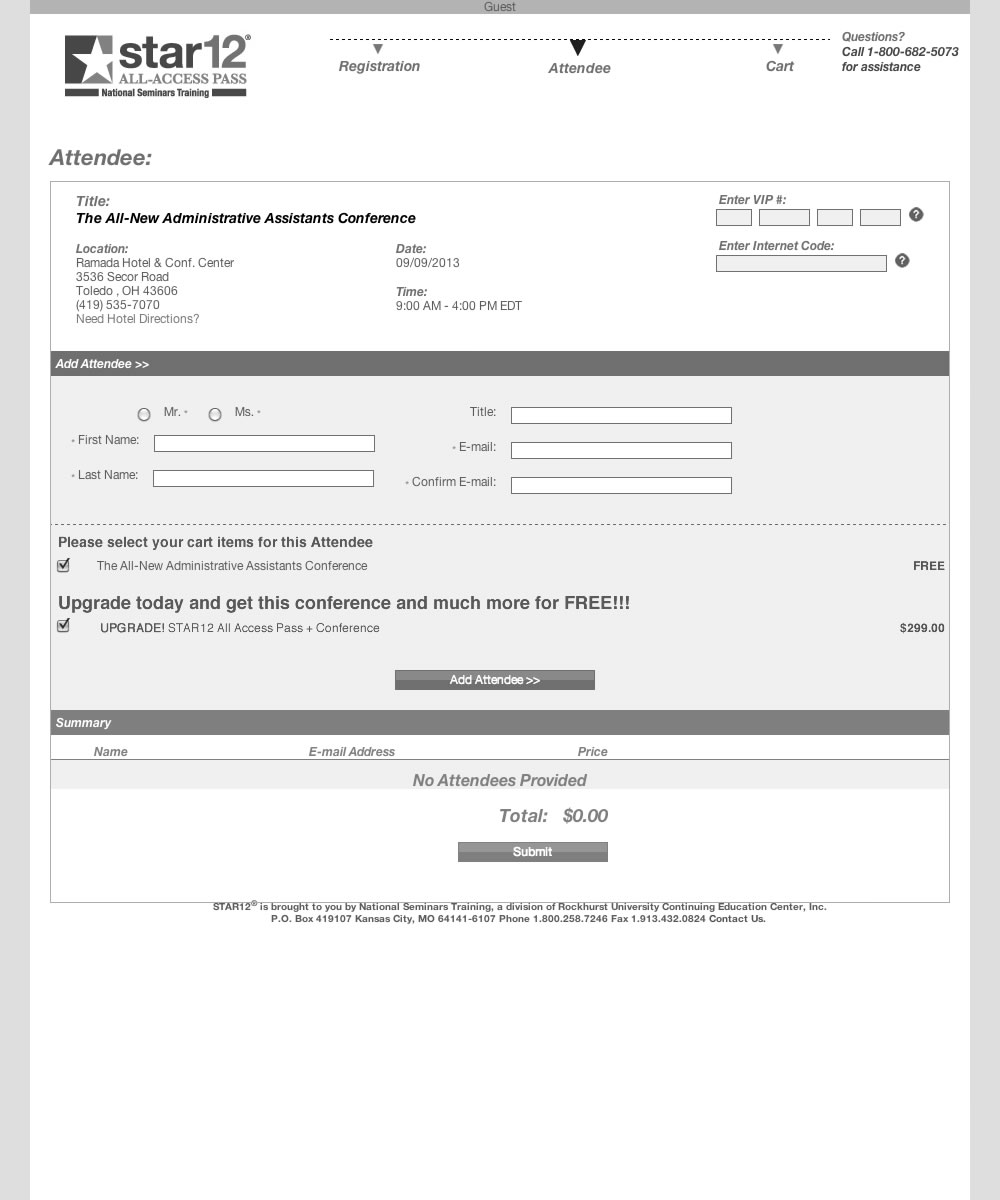 Guest
star12®
ALL-ACCESS PASS
National Seminars Training
Registration
Attendee
Cart
Questions?
Call 1-800-682-5073
for assistance
Attendee:
Title:
The All-New Administrative Assistants Conference
Enter VIP #:
?
Location:
Ramada Hotel & Conf. Center
3536 Secor Road
Toledo , OH 43606
(419) 535-7070
Need Hotel Directions?
Date:
09/09/2013
Time:
9:00 AM - 4:00 PM EDT
Enter Internet Code:
?
Add Attendee >>
Mr. * Ms. *
* First Name:
* Last Name:
Title:
* E-mail:
* Confirm E-mail:
Please select your cart items for this Attendee
The All-New Administrative Assistants Conference FREE
Upgrade today and get this conference and much more for FREE!!!
UPGRADE! STAR12 All Access Pass + Conference $299.00
Add Attendee >>
Summary
Name E-mail Address Price
No Attendees Provided
Total: $0.00
Submit
STAR12® is brought to you by National Seminars Training, a division of Rockhurst University Continuing Education Center, Inc.
P.O. Box 419107 Kansas City, MO 64141-6107 Phone 1.800.258.7246 Fax 1.913.432.0824 Contact Us.